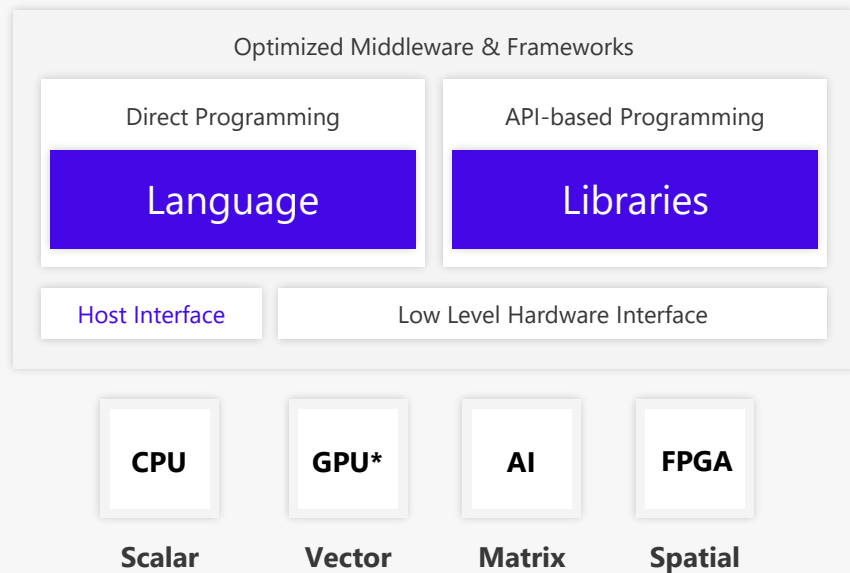 Optimized Middleware & Frameworks
Direct Programming
API-based Programming
Language
Libraries
Host Interface
Low Level Hardware Interface
CPU
GPU*
AI
FPGA
Scalar
Vector
Matrix
Spatial